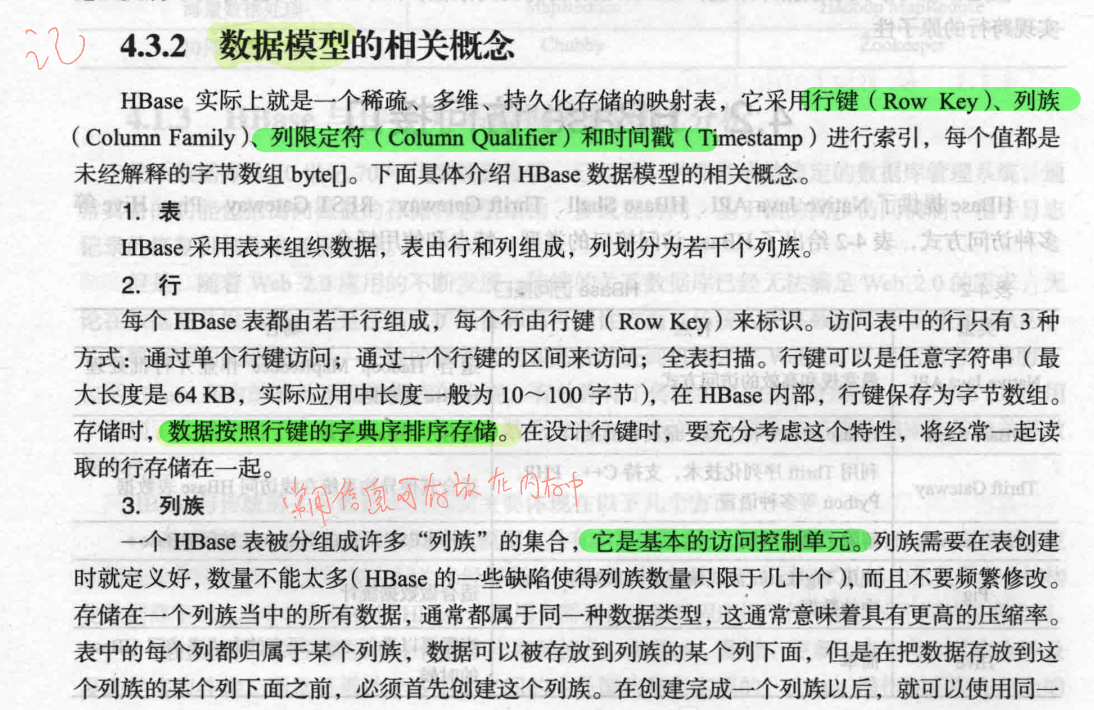 记
4.3.2 数据模型的相关概念
HBase 实际上就是一个稀疏、多维、持久化存储的映射表，它采用行键（Row Key）、列族
（Column Family）、列限定符（Column Qualifier）和时间戳（Timestamp）进行索引，每个值都是
未经解释的字节数组 byte[]。下面具体介绍 HBase 数据模型的相关概念。
1. 表
HBase 采用表来组织数据，表由行和列组成，列划分为若干个列族。
2. 行
每个 HBase 表都由若干行组成，每个行由行键（Row Key）来标识。访问表中的行只有 3 种
方式：通过单个行键访问；通过一个行键的区间来访问；全表扫描。行键可以是任意字符串（最
大长度是 64 KB，实际应用中长度一般为 10～100 字节），在 HBase 内部，行键保存为字节数组。
存储时，数据按照行键的字典序排序存储。在设计行键时，要充分考虑这个特性，将经常一起读
取的行存储在一起。
常用信息可存放在内存中
3. 列族
一个 HBase 表被分组成许多“列族”的集合，它是基本的访问控制单元。列族需要在表创建
时就定义好，数量不能太多（HBase 的一些缺陷使得列族数量只限于几十个），而且不要频繁修改。
存储在一个列族当中的所有数据，通常都属于同一种数据类型，这通常意味着具有更高的压缩率。
表中的每个列都归属于某个列族，数据可以被存放到列族的某个列下面，但是在把数据存放到这
个列族的某个列下面之前，必须首先创建这个列族。在创建完成一个列族以后，就可以使用同一